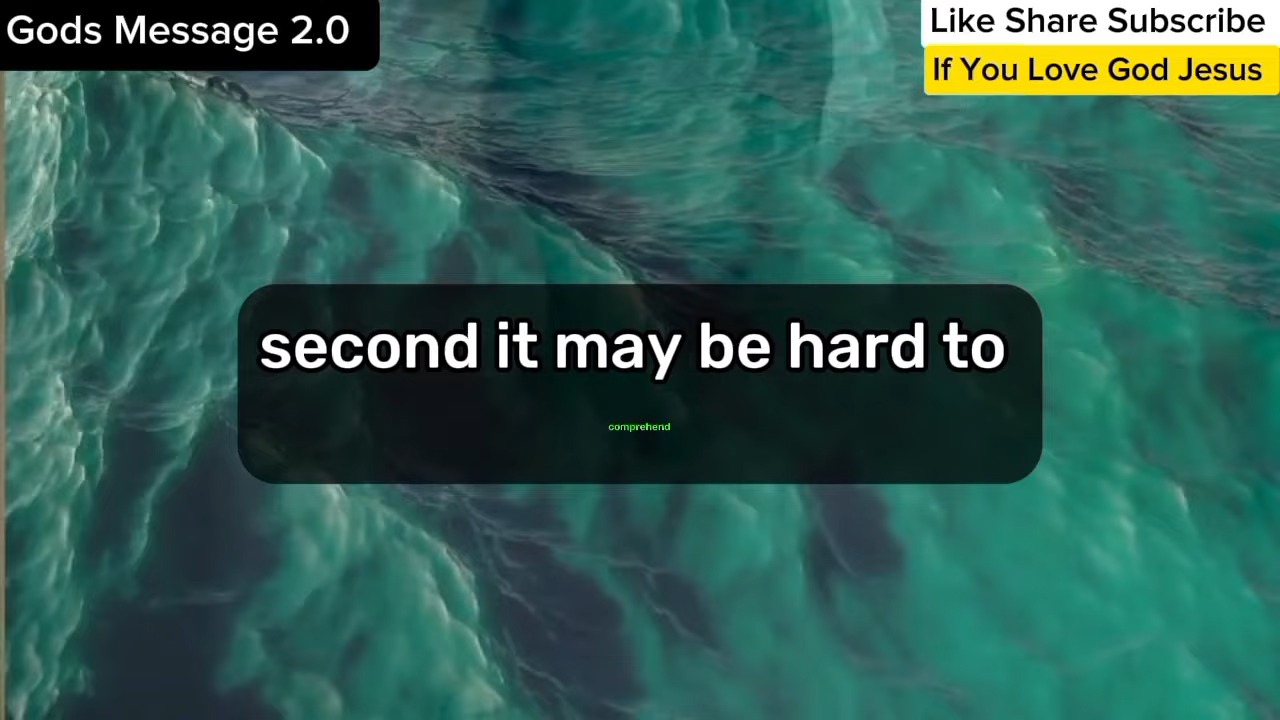 Gods Message 2.0
Like Share Subscribe
If You Love God Jesus
second it may be hard to
comprehend